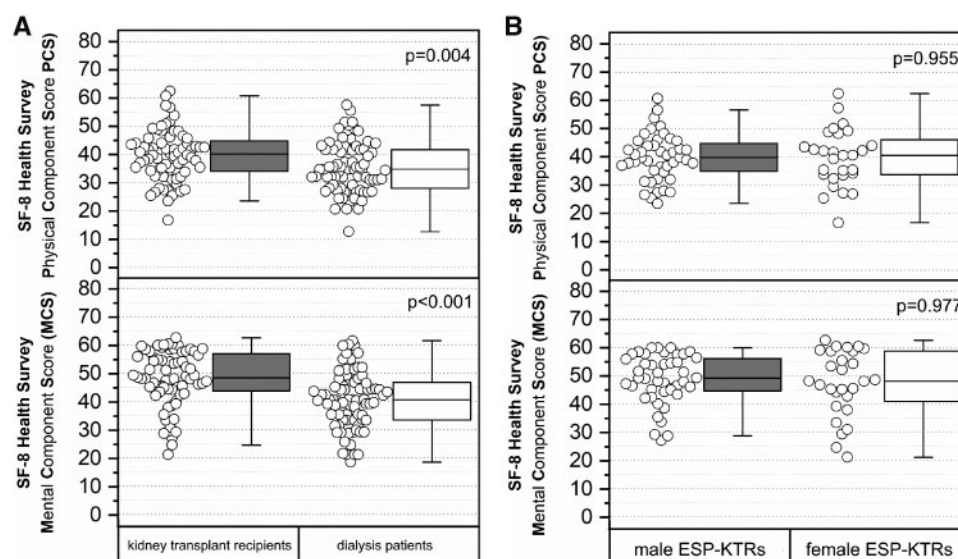 A
SF-8 Health Survey
Physical Component Score PCS)
80
70
60
50
40
30
20
10
0
p=0.004
SF-8 Health Survey
Mental Component Score (MCS)
80
70
60
50
40
30
20
10
0
p<0.001
kidney transplant recipients
dialysis patients
B
SF-8 Health Survey
Physical Component Score PCS)
80
70
60
50
40
30
20
10
0
p=0.955
SF-8 Health Survey
Mental Component Score (MCS)
80
70
60
50
40
30
20
10
0
p=0.977
male ESP-KTRs
female ESP-KTRs